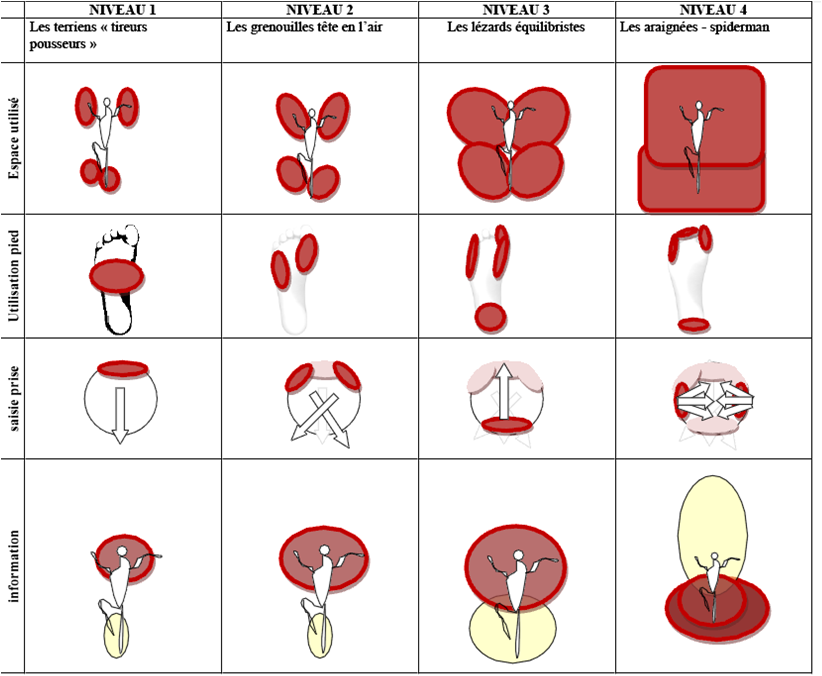 NIVEAU 1
NIVEAU 2
NIVEAU 3
NIVEAU 4
Les terriens « tireurs
pousseurs »
Les grenouilles tête en l’air
Les lézards équilibristes
Les araignées - spiderman
Espace utilisé
Utilisation pied
saisie prise
information